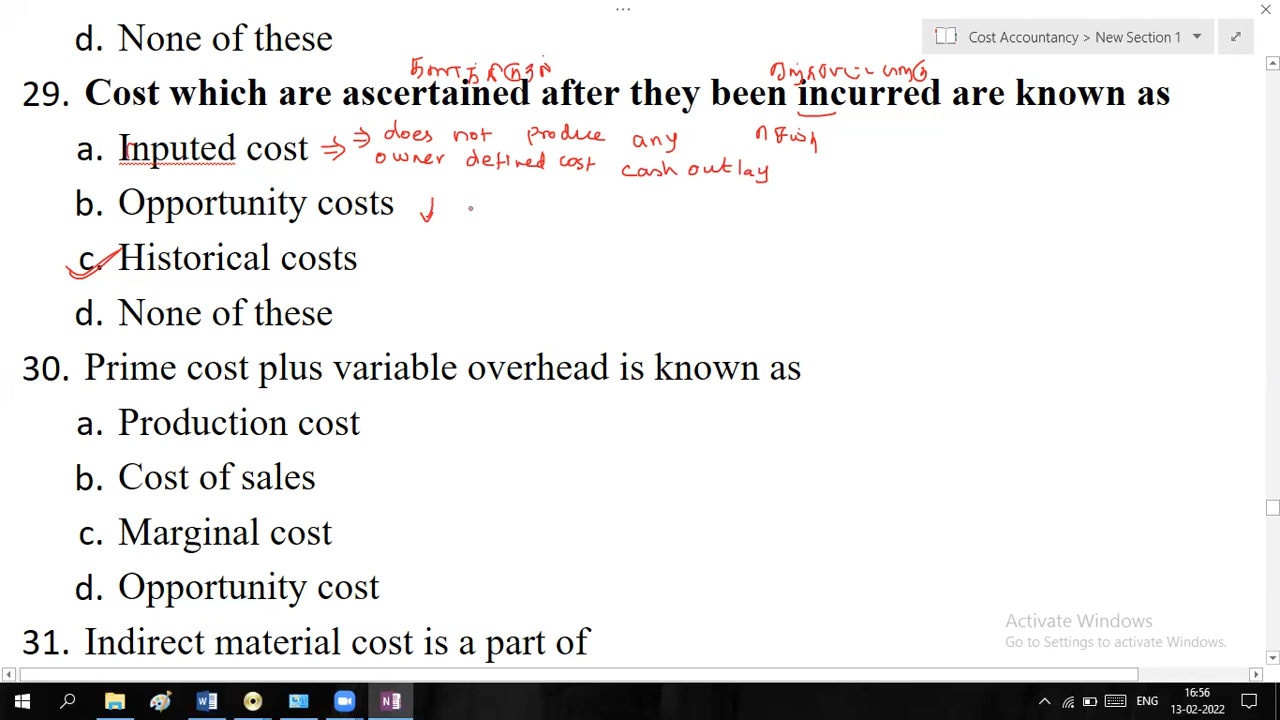 d. None of these
Cost Accountancy > New Section 1
29. Cost which are ascertained after they been incurred are known as
a. Inputed cost ⇒ ⇒ does not produce any
owner defined cost cash outlay
b. Opportunity costs ↓
c. Historical costs
d. None of these
30. Prime cost plus variable overhead is known as
a. Production cost
b. Cost of sales
c. Marginal cost
d. Opportunity cost
31. Indirect material cost is a part of
Activate Windows
Go to Settings to activate Windows.
ENG
16:56
13-02-2022